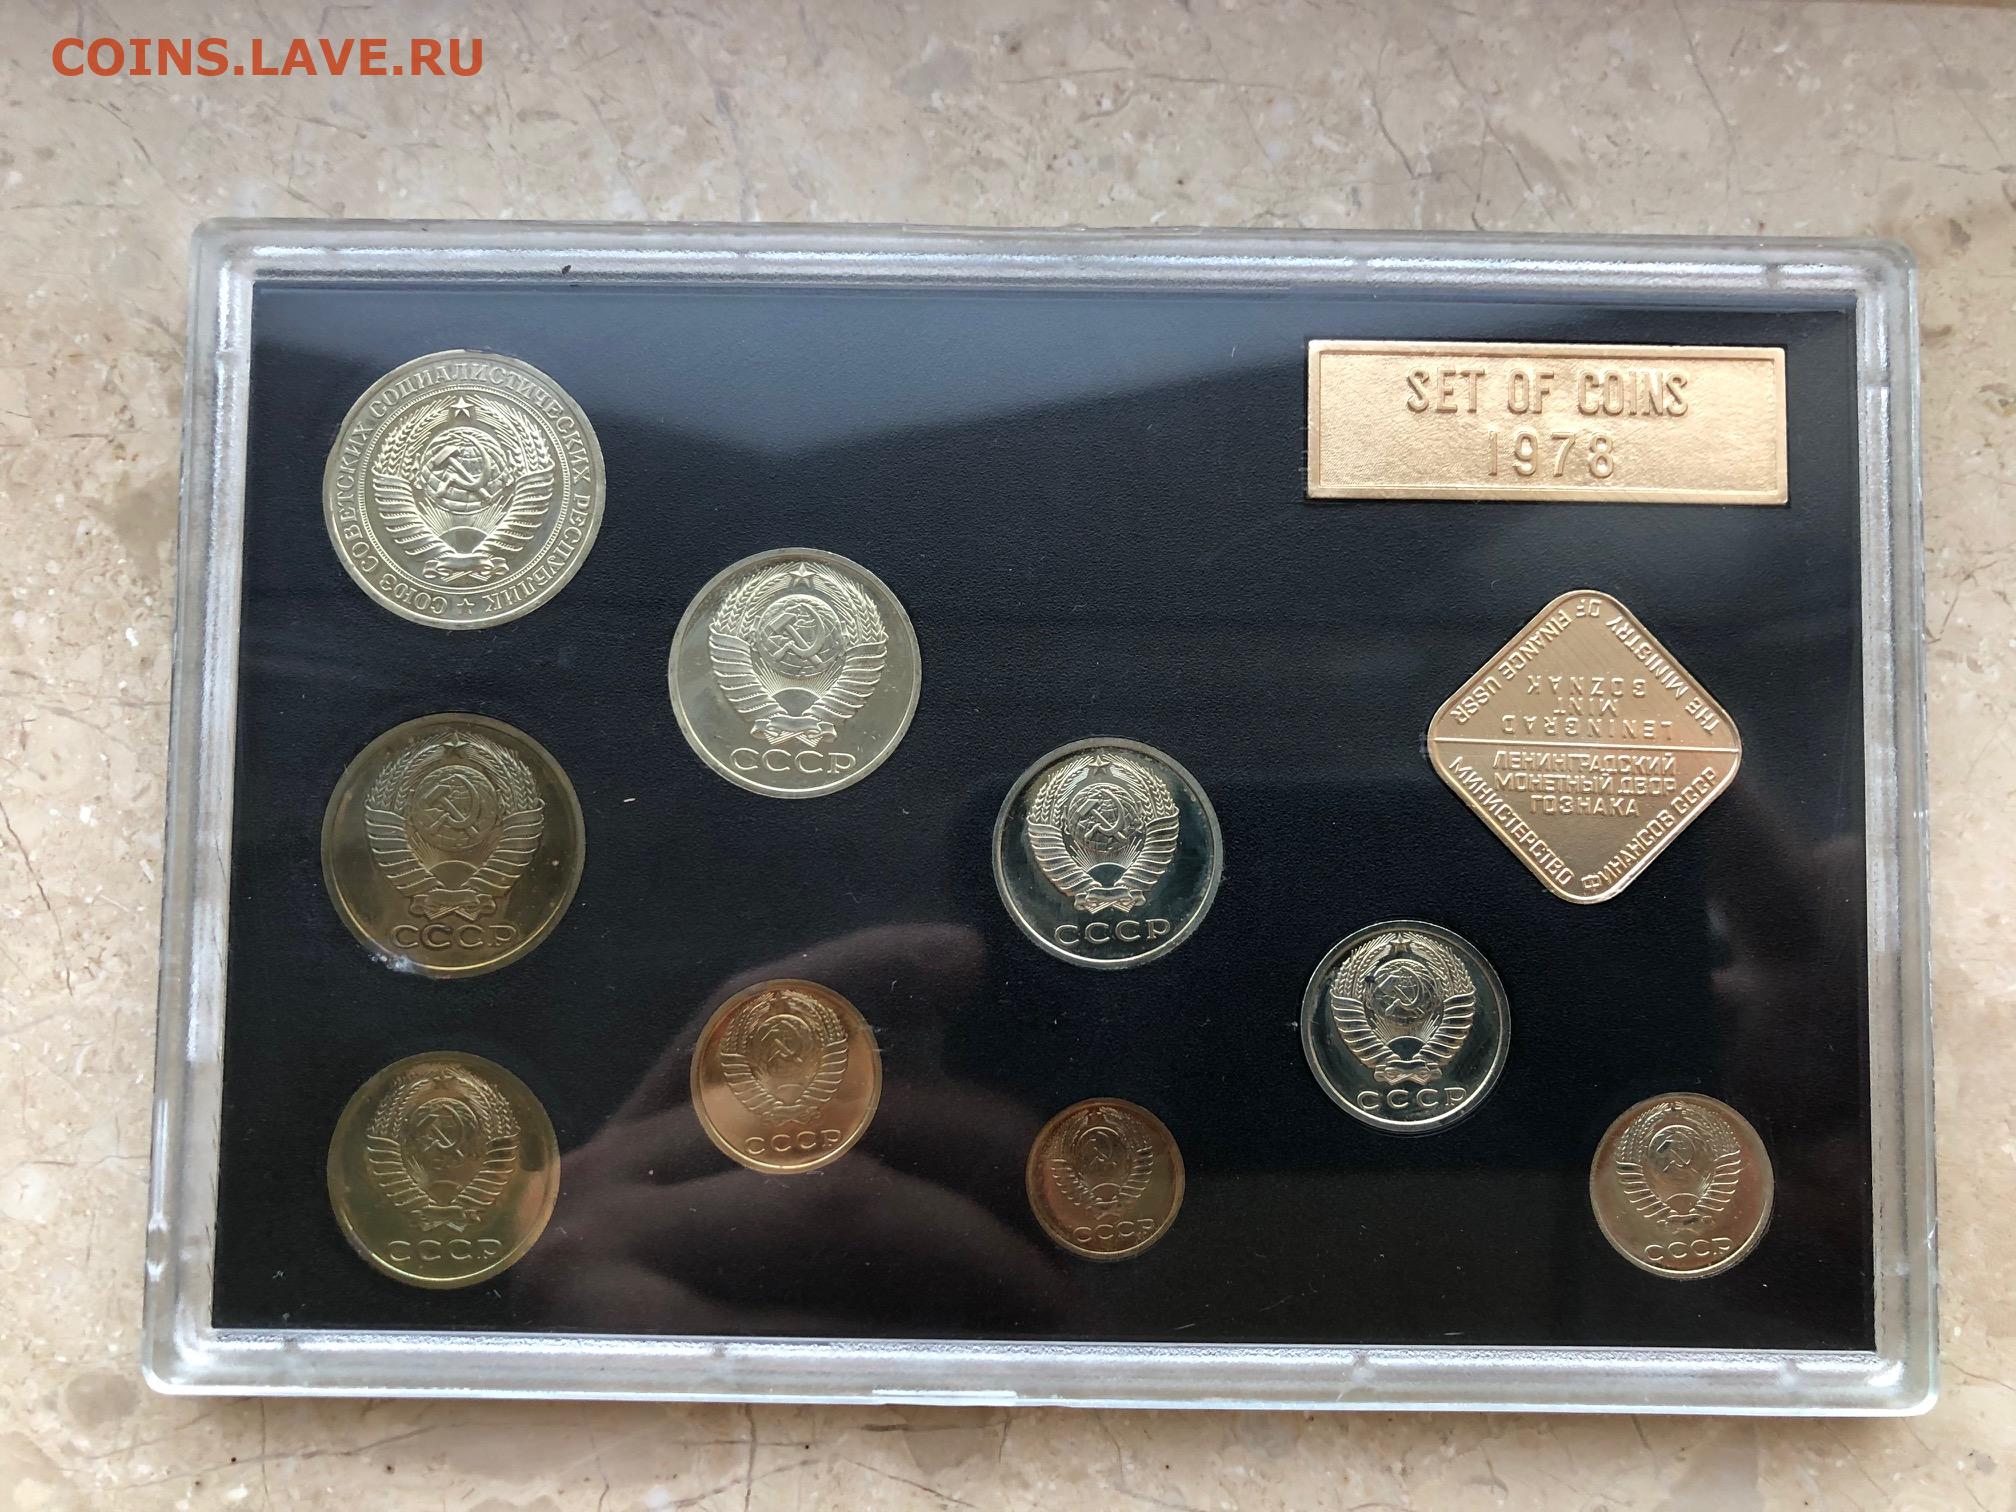 COINS.LAVE.RU
SET OF COINS
1978
СОЮЗ СОВЕТСКИХ СОЦИАЛИСТИЧЕСКИХ РЕСПУБЛИК
СССР
СССР
СССР
СССР
СССР
СССР
СССР
СССР
THE MINISTRY OF FINANCE USSR
LENINGRAD
MINT
GOZNAK
ЛЕНИНГРАДСКИЙ
МОНЕТНЫЙ ДВОР
ГОЗНАКА
МИНИСТЕРСТВО ФИНАНСОВ СССР